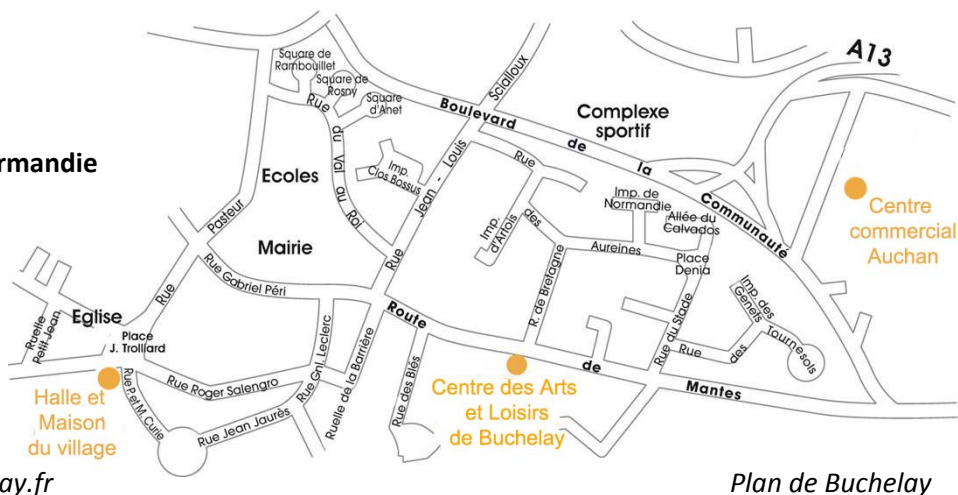 A13
Square de
Rambouillet
Square de
Rosny
Square
d'Anet
Scialloux
Boulevard de la Communauté
Complexe
sportif
rmandie
Rue du Val au Roi
Ecoles
Imp.
Clos Bossus
Rue Jean-Louis
Rue des Aureines
Imp.
d'Artois
Imp. de
Normandie
Allée du
Calvados
Centre
commercial
Auchan
Rue Pasteur
Mairie
Place
Denia
R. de Bretagne
Rue Gabriel Péri
Route de Mantes
Rue du Stade
Imp. des
Genets
Rue des Tournesols
Ruelle
Petit Jean
Eglise
Place
J. Trolliard
Rue Gnl Leclerc
Ruelle de la Barrière
Rue des Blés
Rue Roger Salengro
Rue P. et M. Curie
Rue Jean Jaurès
Halle et
Maison
du village
Centre des Arts
et Loisirs
de Buchelay
ay.fr
Plan de Buchelay